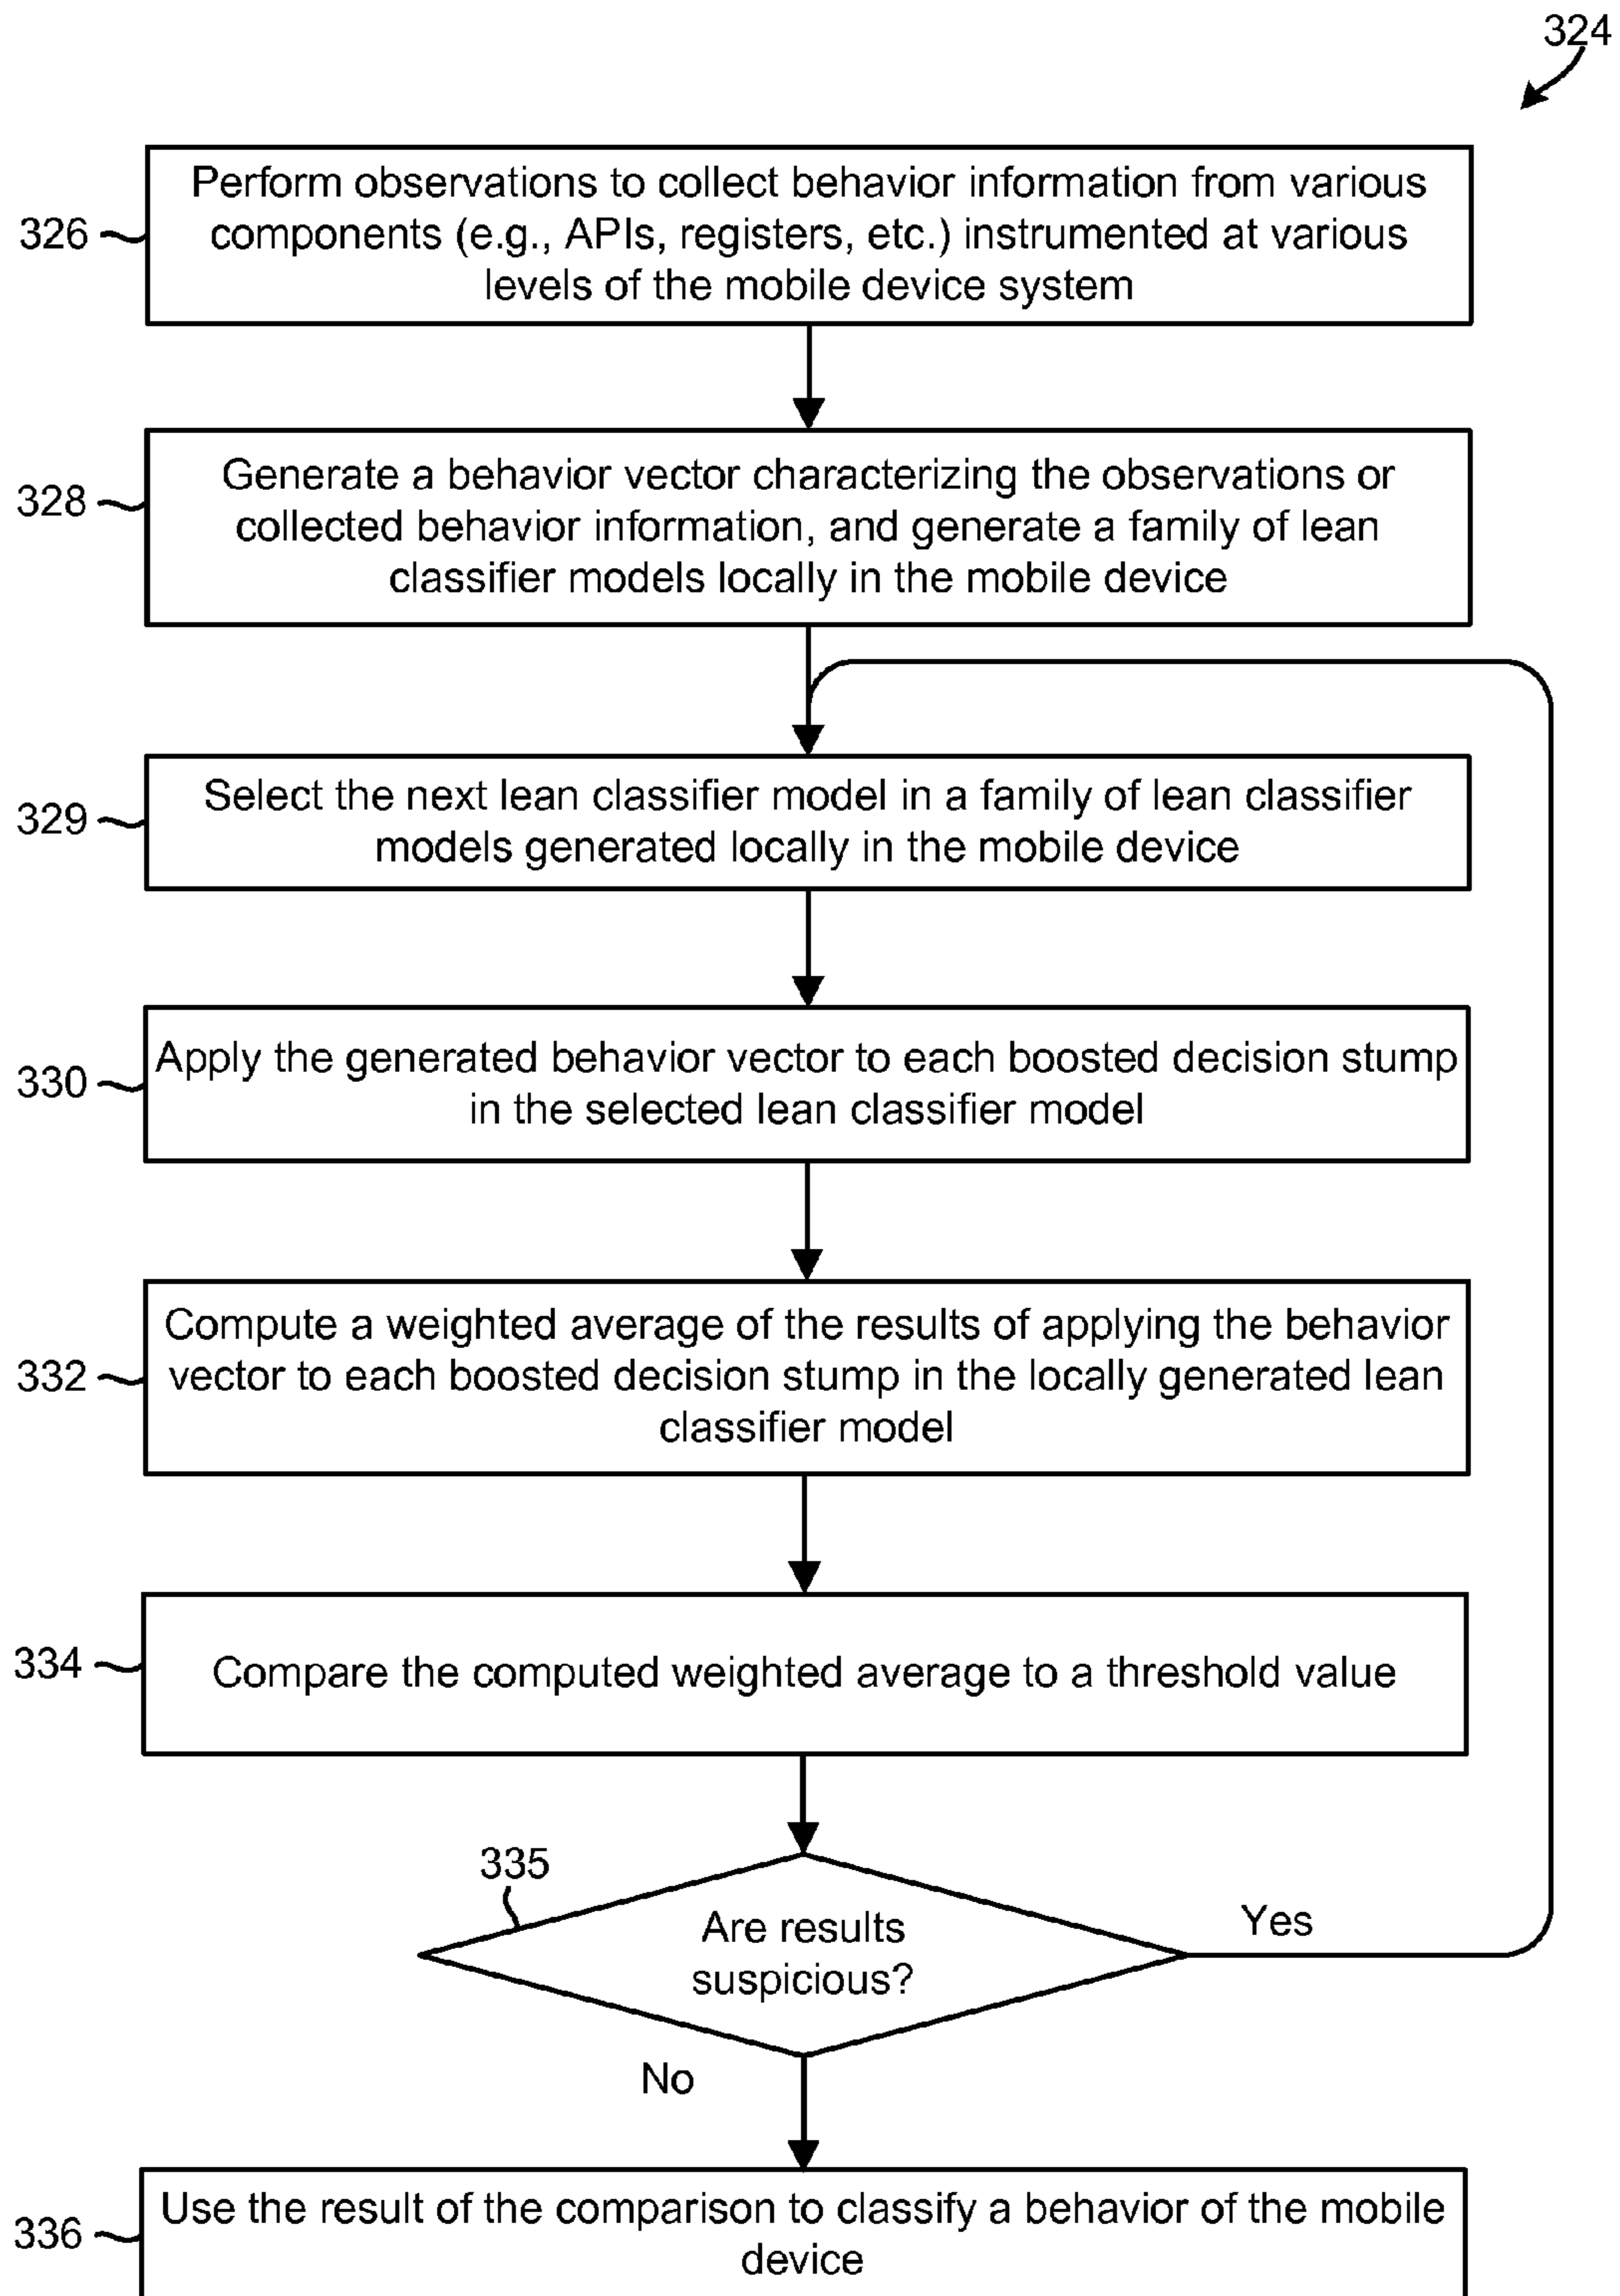 324
326
Perform observations to collect behavior information from various
components (e.g., APIs, registers, etc.) instrumented at various
levels of the mobile device system
328
Generate a behavior vector characterizing the observations or
collected behavior information, and generate a family of lean
classifier models locally in the mobile device
329
Select the next lean classifier model in a family of lean classifier
models generated locally in the mobile device
330
Apply the generated behavior vector to each boosted decision stump
in the selected lean classifier model
332
Compute a weighted average of the results of applying the behavior
vector to each boosted decision stump in the locally generated lean
classifier model
334
Compare the computed weighted average to a threshold value
335
Are results
suspicious?
Yes
No
336
Use the result of the comparison to classify a behavior of the mobile
device